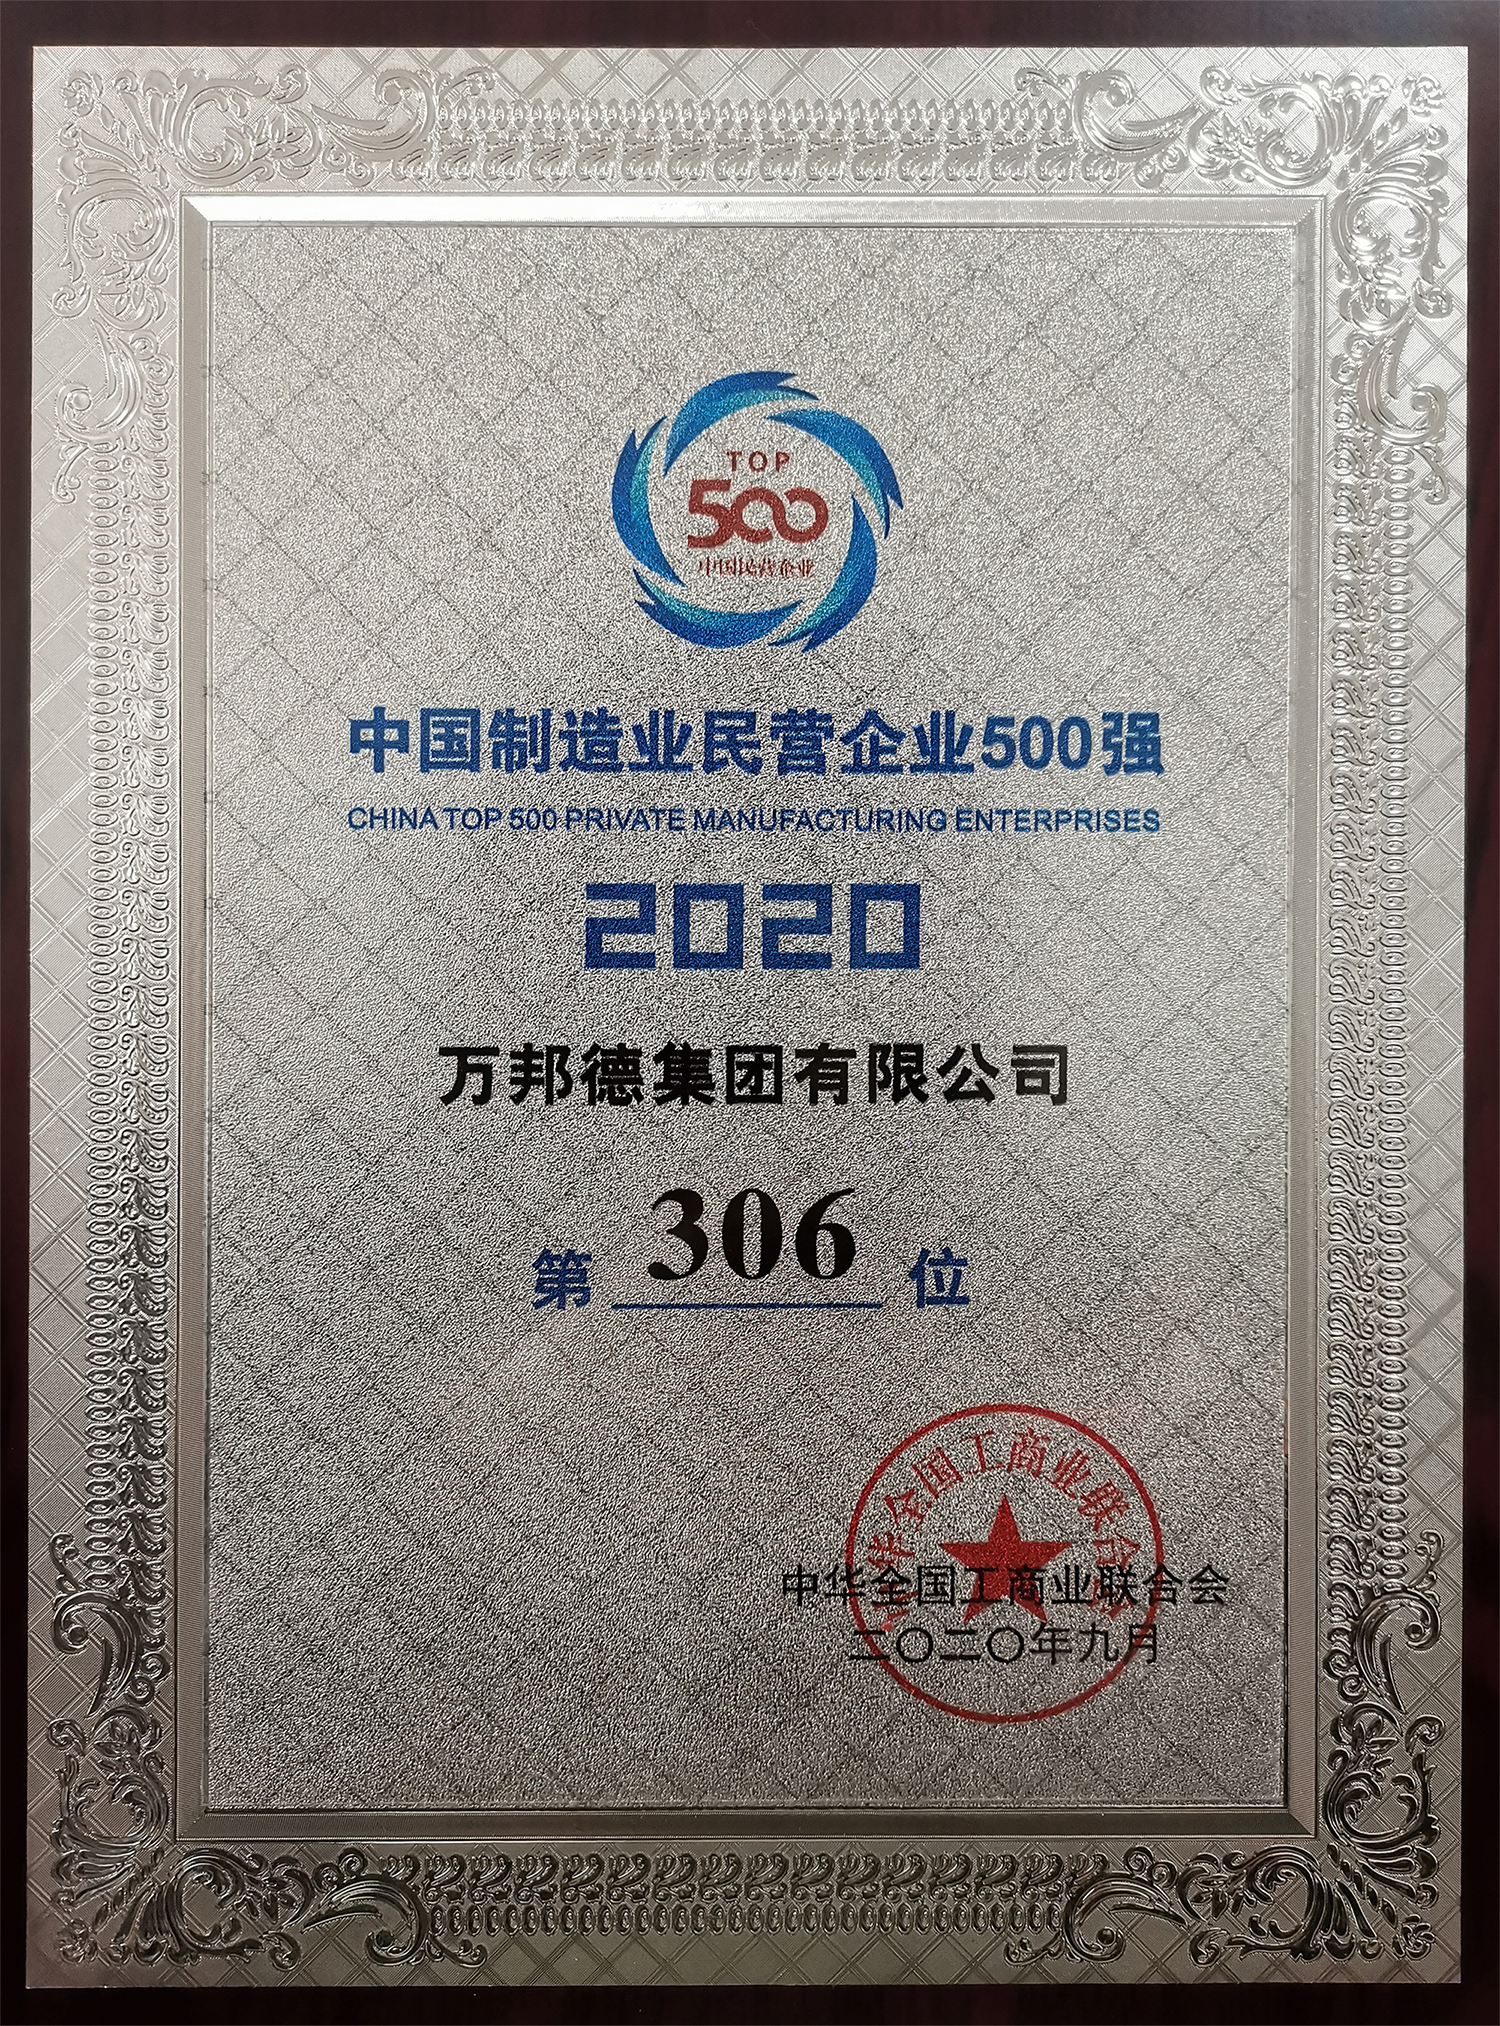 TOP
500
中国民营企业
中国制造业民营企业500强
CHINA TOP 500 PRIVATE MANUFACTURING ENTERPRISES
2020
万邦德集团有限公司
第 306 位
中华全国工商业联合会
中华全国工商业联合会
二〇二〇年九月